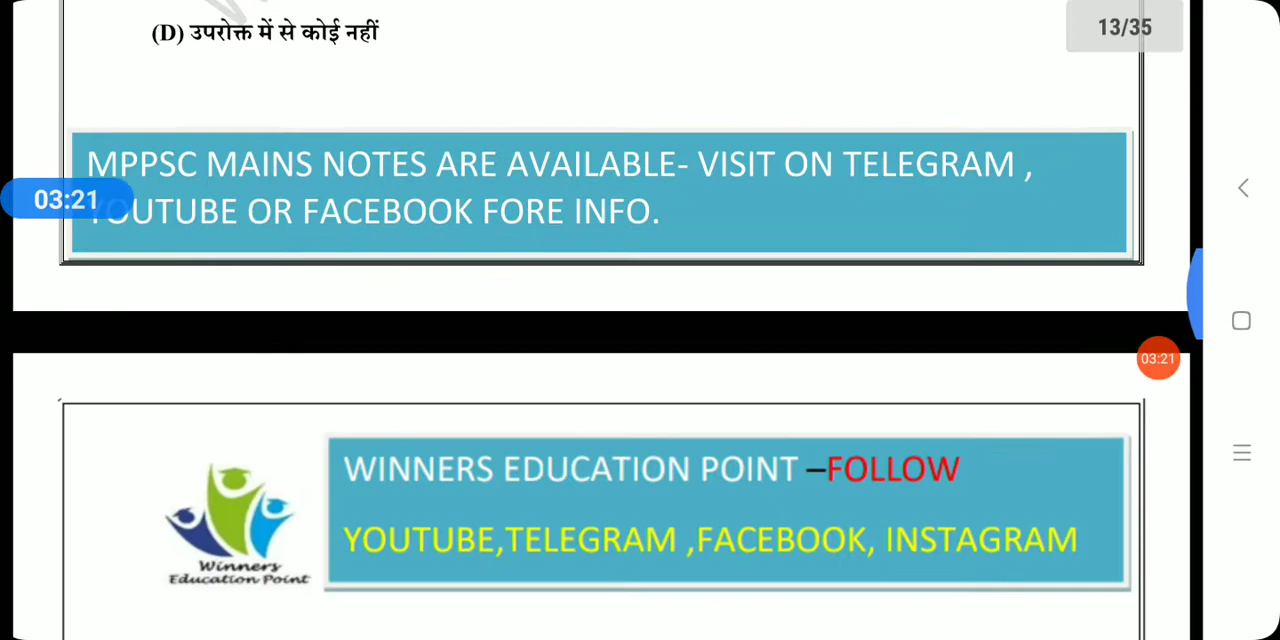 (D) उपरोक्त में से कोई नहीं
13/35
MPPSC MAINS NOTES ARE AVAILABLE- VISIT ON TELEGRAM ,
03:21
YOUTUBE OR FACEBOOK FORE INFO.
03:21
WINNERS EDUCATION POINT –FOLLOW
YOUTUBE,TELEGRAM ,FACEBOOK, INSTAGRAM
Winners
Education Point